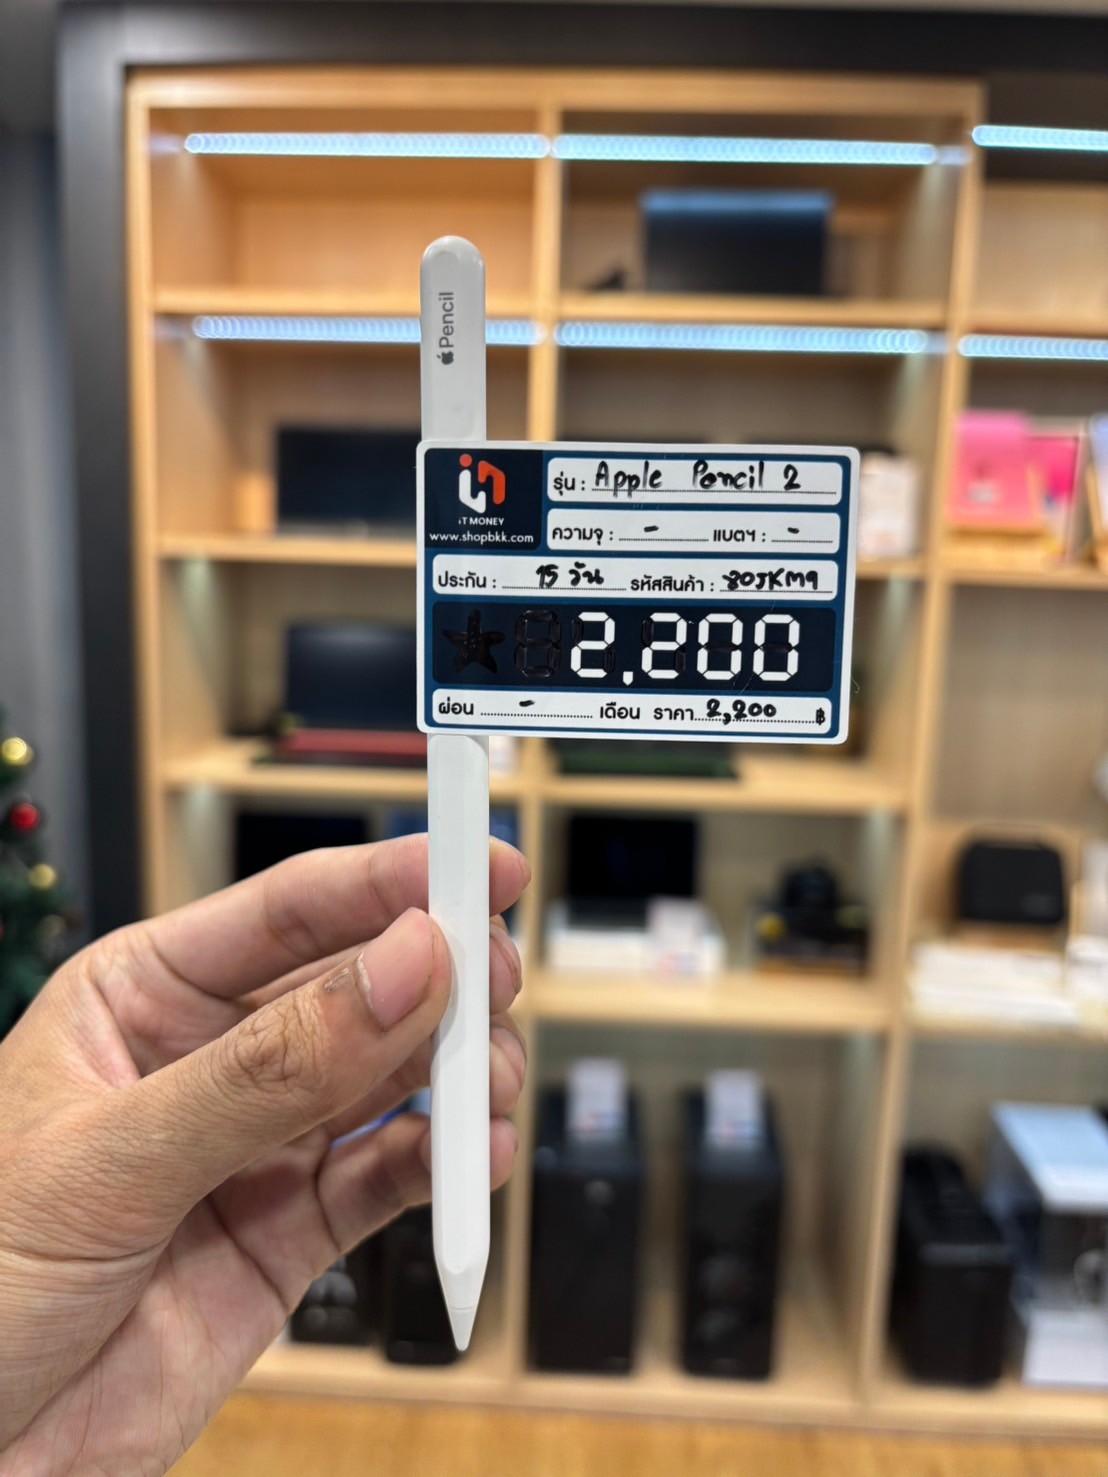 Pencil
iT MONEY
www.shopbkk.com
รุ่น : Apple Pencil 2
ความจุ : - แบตฯ : -
ประกัน : 15 วัน รหัสสินค้า : 805KM9
2,200
ผ่อน - เดือน ราคา 2,200 ฿